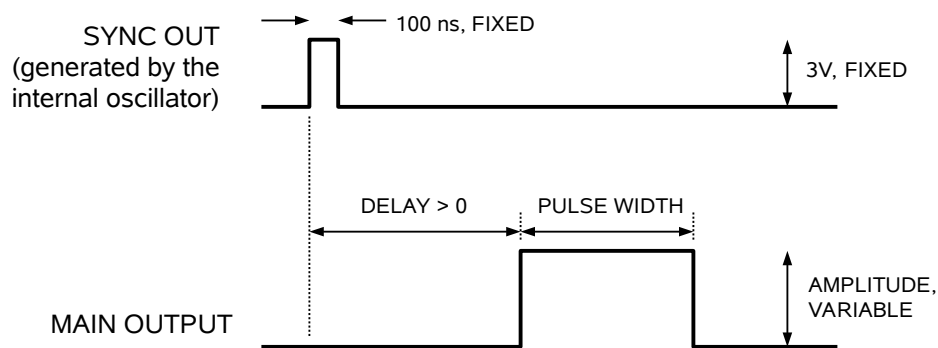 100 ns, FIXED
SYNC OUT
(generated by the
internal oscillator)
3V, FIXED
DELAY > 0
PULSE WIDTH
AMPLITUDE,
VARIABLE
MAIN OUTPUT